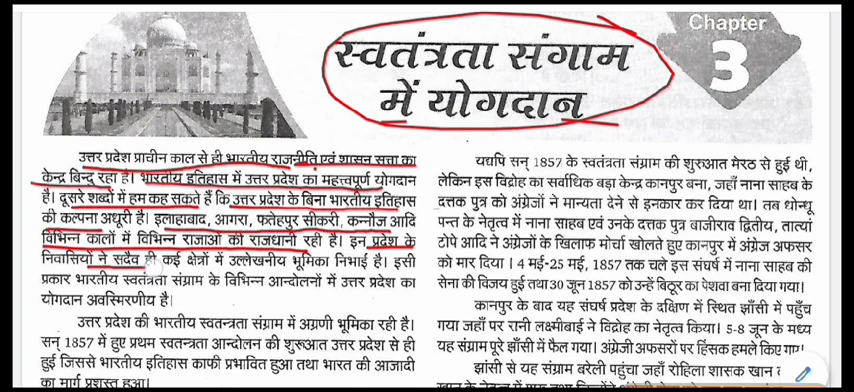 Chapter
3
स्वतंत्रता संगाम
में योगदान
उत्तर प्रदेश प्राचीन काल से ही भारतीय राजनीति एवं शासन सत्ता का
केन्द्र बिन्दु रहा है। भारतीय इतिहास में उत्तर प्रदेश का महत्त्वपूर्ण योगदान
है। दूसरे शब्दों में हम कह सकते हैं कि उत्तर प्रदेश के बिना भारतीय इतिहास
की कल्पना अधूरी है। इलाहाबाद, आगरा, फतेहपुर सीकरी, कन्नौज आदि
विभिन्न कालों में विभिन्न राजाओं की राजधानी रही है। इन प्रदेश के
निवासियों ने सदैव ही कई क्षेत्रों में उल्लेखनीय भूमिका निभाई है। इसी
प्रकार भारतीय स्वतंत्रता संग्राम के विभिन्न आन्दोलनों में उत्तर प्रदेश का
योगदान अवस्मिरणीय है।
उत्तर प्रदेश की भारतीय स्वतन्त्रता संग्राम में अग्रणी भूमिका रही है।
सन् 1857 में हुए प्रथम स्वतन्त्रता आन्दोलन की शुरुआत उत्तर प्रदेश से ही
हुई जिससे भारतीय इतिहास काफी प्रभावित हुआ तथा भारत की आजादी
का मार्ग प्रशस्त हुआ।
यद्यपि सन् 1857 के स्वतंत्रता संग्राम की शुरुआत मेरठ से हुई थी,
लेकिन इस विद्रोह का सर्वाधिक बड़ा केन्द्र कानपुर बना, जहाँ नाना साहब के
दत्तक पुत्र को अंग्रेजों ने मान्यता देने से इनकार कर दिया था। तब धोन्धू
पन्त के नेतृत्व में नाना साहब एवं उनके दत्तक पुत्र बाजीराव द्वितीय, तात्यां
टोपे आदि ने अंग्रेजों के खिलाफ मोर्चा खोलते हुए कानपुर में अंग्रेज अफसर
को मार दिया। 4 मई-25 मई, 1857 तक चले इस संघर्ष में नाना साहब की
सेना की विजय हुई तथा 30 जून 1857 को उन्हें बिठूर का पेशवा बना दिया गया।
कानपुर के बाद यह संघर्ष प्रदेश के दक्षिण में स्थित झाँसी में पहुँच
गया जहाँ पर रानी लक्ष्मीबाई ने विद्रोह का नेतृत्व किया। 5-8 जून के मध्य
यह संग्राम पूरे झाँसी में फैल गया। अंग्रेजी अफसरों पर हिंसक हमले किए गए।
झाँसी से यह संग्राम बरेली पहुंचा जहाँ रोहिला शासक खान